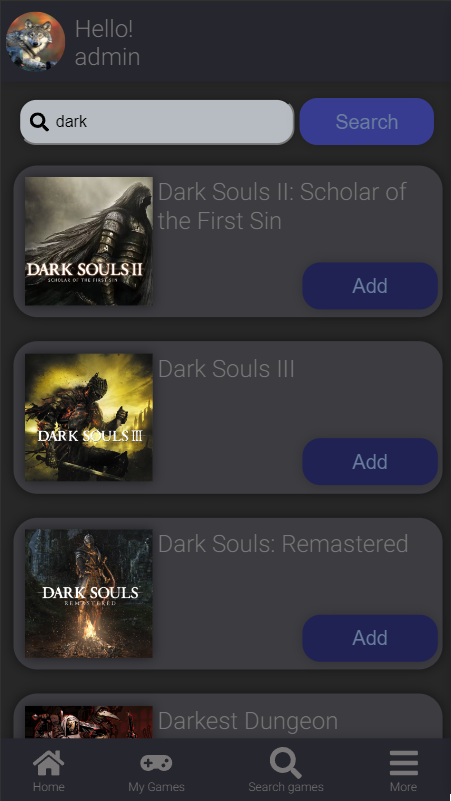 Hello!
admin
dark
Search
Dark Souls II: Scholar of
the First Sin
DARK SOULS II
SCHOLAR OF THE FIRST SIN
Add
Dark Souls III
DARK SOULS III
Add
Dark Souls: Remastered
DARK SOULS
REMASTERED
Add
Darkest Dungeon
Home
My Games
Search games
More